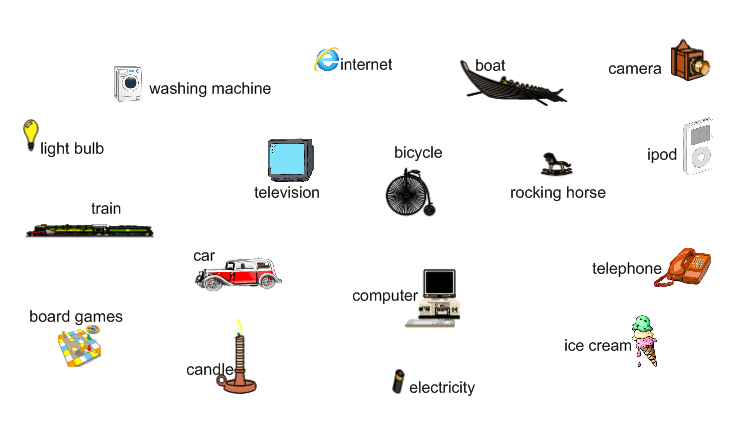 internet
boat
camera
washing machine
light bulb
bicycle
ipod
television
rocking horse
train
car
telephone
computer
board games
ice cream
candle
electricity